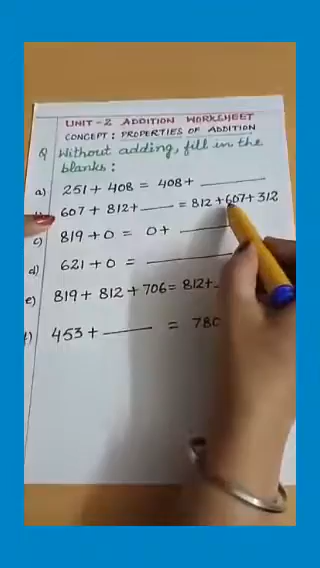 UNIT-2 ADDITION WORKSHEET
CONCEPT: PROPERTIES OF ADDITION
Q Without adding, fill in the
blanks:
a) 251 + 408 = 408 + ______
b) 607 + 812 + ____ = 812 + 607 + 312
c) 819 + 0 = 0 + ______
d) 621 + 0 = ______
e) 819 + 812 + 706 = 812 + _
f) 453 + ______ = 780